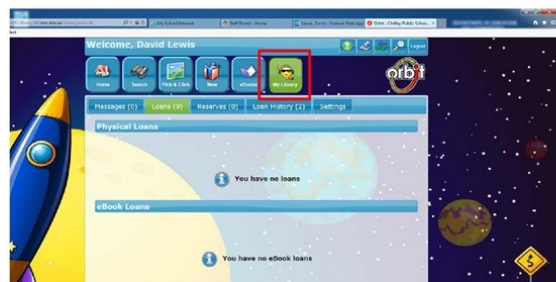 Welcome, David Lewis
Logout
Home
Search
Pick & Click
New
eBooks
My Library
orbit
Messages (0)
Loans (0)
Reserves (0)
Loan History (2)
Settings
Physical Loans
You have no loans
eBook Loans
You have no eBook loans